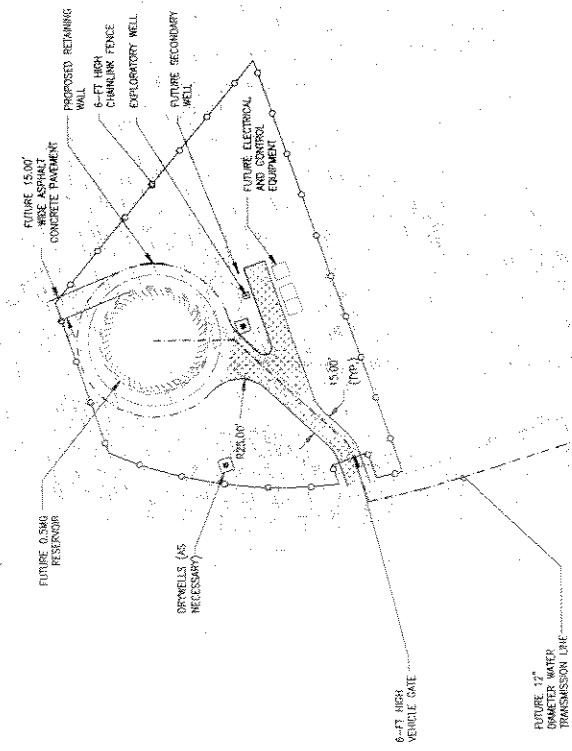 FUTURE 15.00'
WIDE ASPHALT
CONCRETE PAVEMENT
PROPOSED RETAINING
WALL
6-FT HIGH
CHAINLINK FENCE
EXPLORATORY WELL
FUTURE SECONDARY
WELL
FUTURE ELECTRICAL
AND CONTROL
EQUIPMENT
FUTURE 0.5MG
RESERVOIR
R25.00'
15.00'
(TYP.)
DRYWELLS (AS
NECESSARY)
6-FT HIGH
VEHICLE GATE
FUTURE 12"
DIAMETER WATER
TRANSMISSION LINE